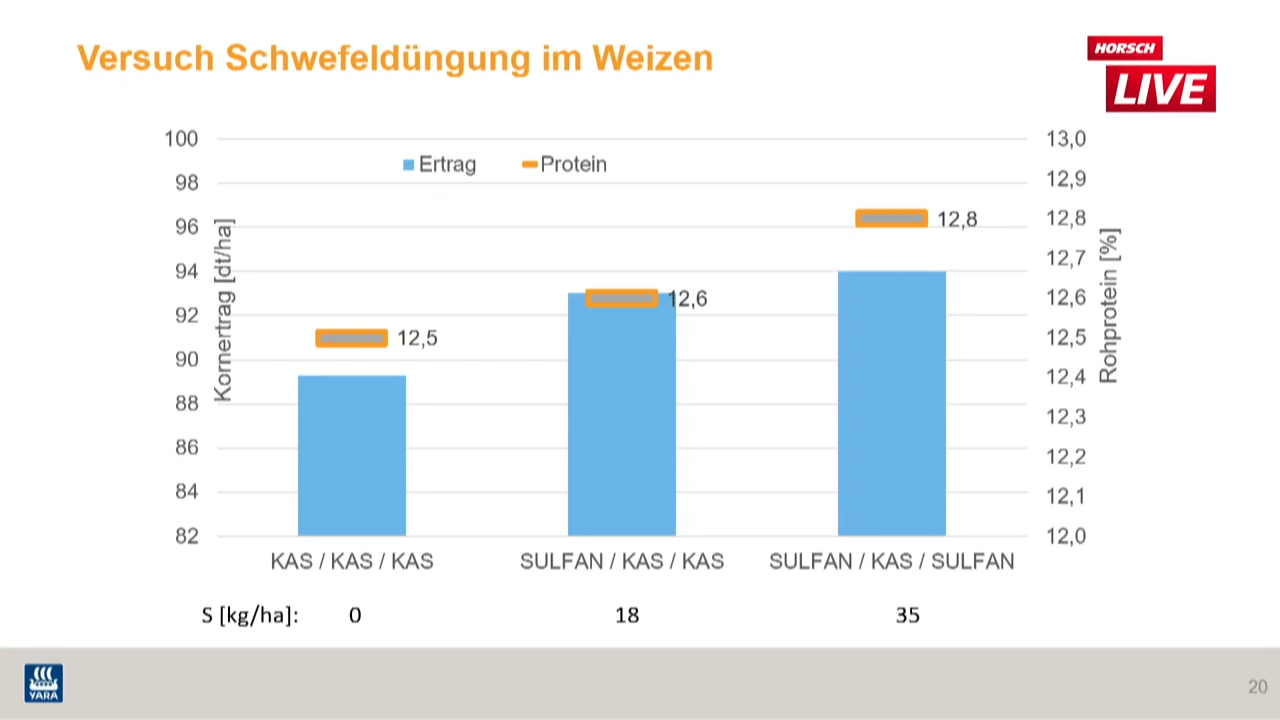 Versuch Schwefeldüngung im Weizen
HORSCH
LIVE
Ertrag
Protein
Kornertrag [dt/ha]
100
98
96
94
92
90
88
86
84
82
Rohprotein [%]
13,0
12,9
12,8
12,7
12,6
12,5
12,4
12,3
12,2
12,1
12,0
12,5
12,6
12,8
KAS / KAS / KAS
SULFAN / KAS / KAS
SULFAN / KAS / SULFAN
S [kg/ha]: 0 18 35
YARA
20